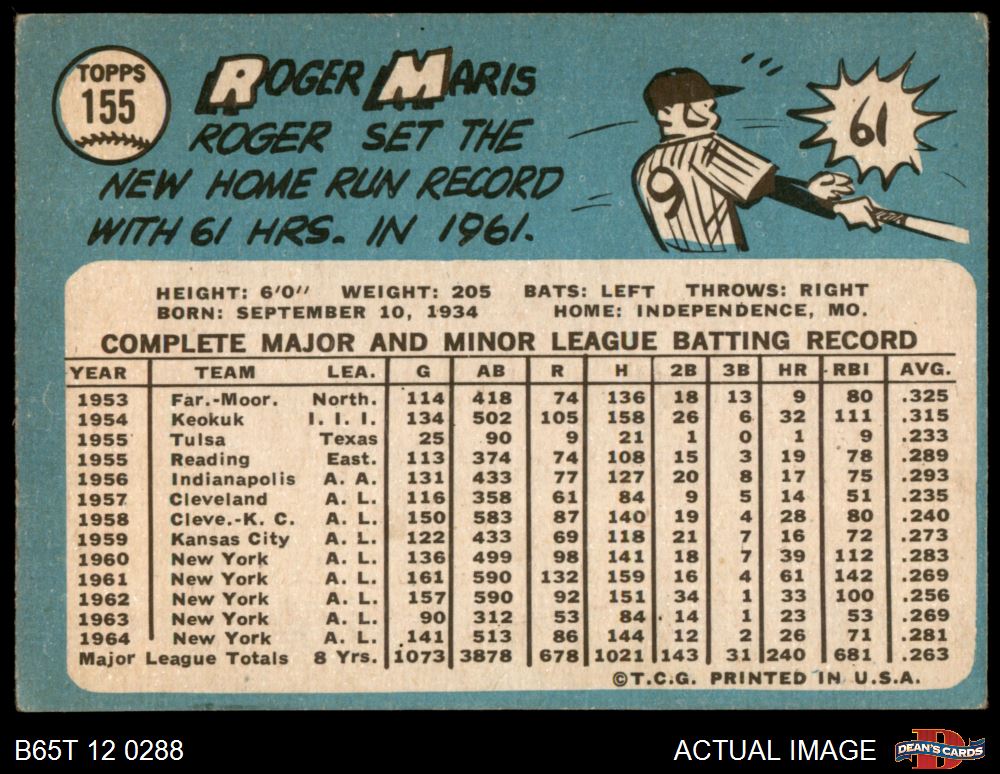 TOPPS
155
ROGER MARIS
ROGER SET THE
NEW HOME RUN RECORD
WITH 61 HRS. IN 1961.
61
9
HEIGHT: 6'0" WEIGHT: 205 BATS: LEFT THROWS: RIGHT
BORN: SEPTEMBER 10, 1934 HOME: INDEPENDENCE, MO.
COMPLETE MAJOR AND MINOR LEAGUE BATTING RECORD
YEAR TEAM LEA. G AB R H 2B 3B HR RBI AVG.
1953 Far.-Moor. North. 114 418 74 136 18 13 9 80 .325
1954 Keokuk I. I. I. 134 502 105 158 26 6 32 111 .315
1955 Tulsa Texas 25 90 9 21 1 0 1 9 .233
1955 Reading East. 113 374 74 108 15 3 19 78 .289
1956 Indianapolis A. A. 131 433 77 127 20 8 17 75 .293
1957 Cleveland A. L. 116 358 61 84 9 5 14 51 .235
1958 Cleve.-K. C. A. L. 150 583 87 140 19 4 28 80 .240
1959 Kansas City A. L. 122 433 69 118 21 7 16 72 .273
1960 New York A. L. 136 499 98 141 18 7 39 112 .283
1961 New York A. L. 161 590 132 159 16 4 61 142 .269
1962 New York A. L. 157 590 92 151 34 1 33 100 .256
1963 New York A. L. 90 312 53 84 14 1 23 53 .269
1964 New York A. L. 141 513 86 144 12 2 26 71 .281
Major League Totals 8 Yrs. 1073 3878 678 1021 143 31 240 681 .263
©T.C.G. PRINTED IN U.S.A.
B65T 12 0288
ACTUAL IMAGE
D
DEAN'S CARDS